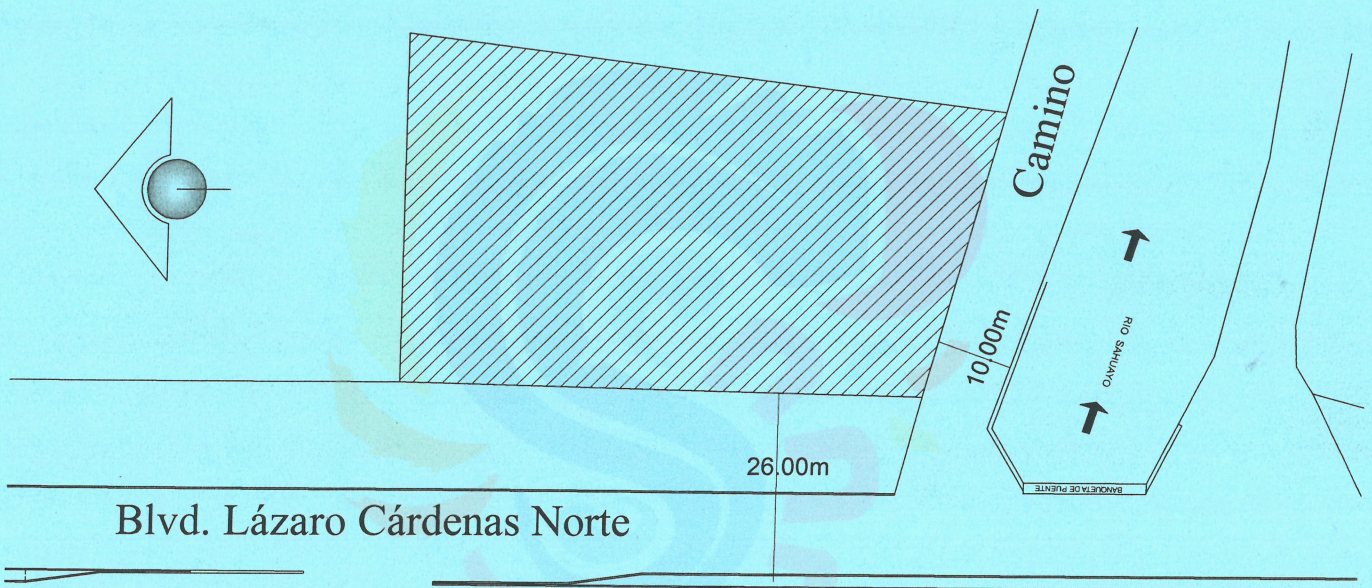 Camino
10.00m
RIO SAHUAYO
26.00m
BANQUETA DE PUENTE
Blvd. Lázaro Cárdenas Norte